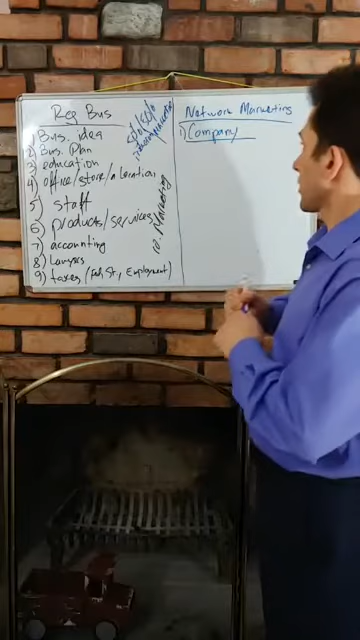 Reg Bus
1) Bus. idea
2) Bus. Plan
3) education
4) office/store/a location
5) staff
6) products/services
7) accounting
8) Lawyers
9) taxes (Fed, St., Employment)
10. Marketing
Network Marketing
1) Company